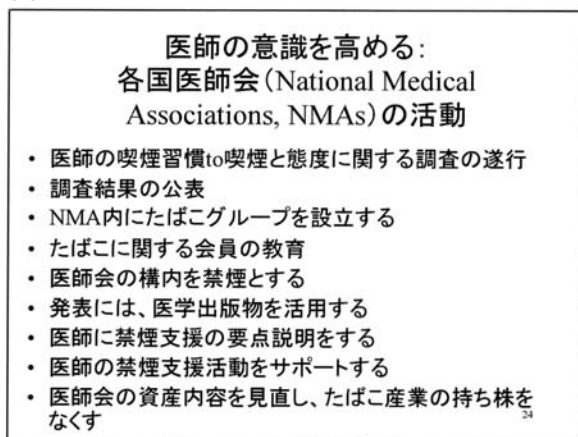 医師の意識を高める:
各国医師会(National Medical
Associations, NMAs)の活動
• 医師の喫煙習慣to喫煙と態度に関する調査の遂行
• 調査結果の公表
• NMA内にたばこグループを設立する
• たばこに関する会員の教育
• 医師会の構内を禁煙とする
• 発表には、医学出版物を活用する
• 医師に禁煙支援の要点説明をする
• 医師の禁煙支援活動をサポートする
• 医師会の資産内容を見直し、たばこ産業の持ち株を
なくす
24